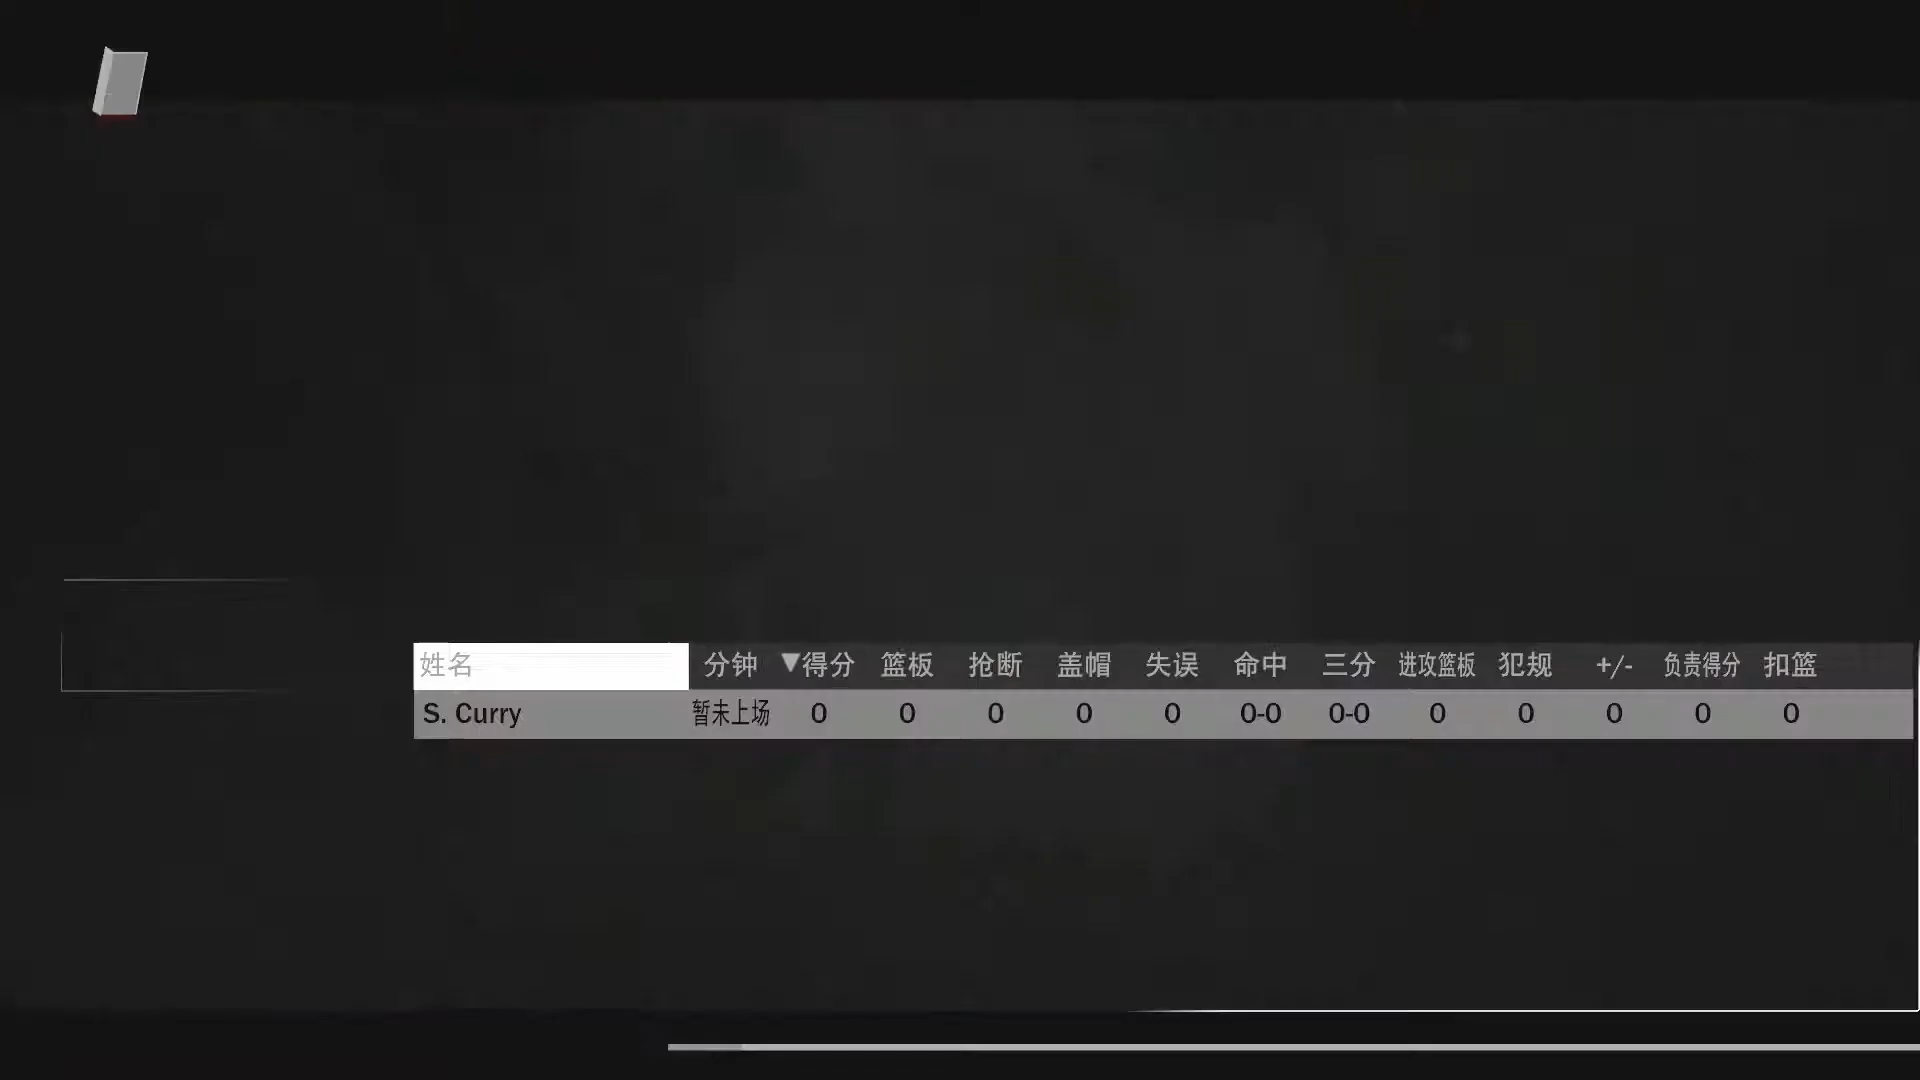 姓名 分钟 ▼得分 篮板 抢断 盖帽 失误 命中 三分 进攻篮板 犯规 +/- 负责得分 扣篮
S. Curry 暂未上场 0 0 0 0 0 0-0 0-0 0 0 0 0 0